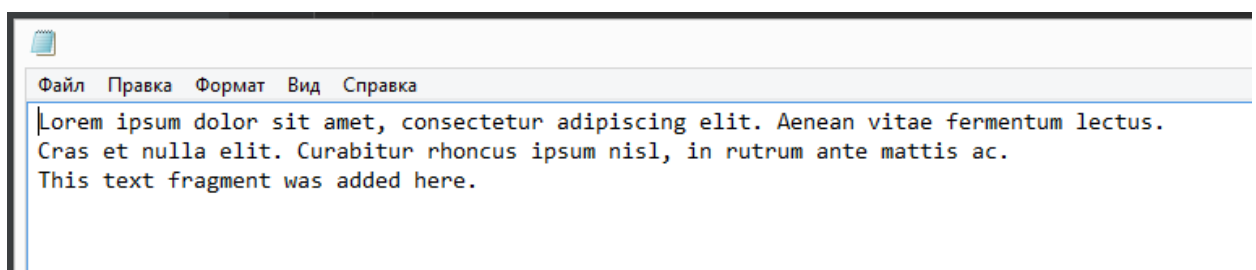 Файл Правка Формат Вид Справка
Lorem ipsum dolor sit amet, consectetur adipiscing elit. Aenean vitae fermentum lectus.
Cras et nulla elit. Curabitur rhoncus ipsum nisl, in rutrum ante mattis ac.
This text fragment was added here.